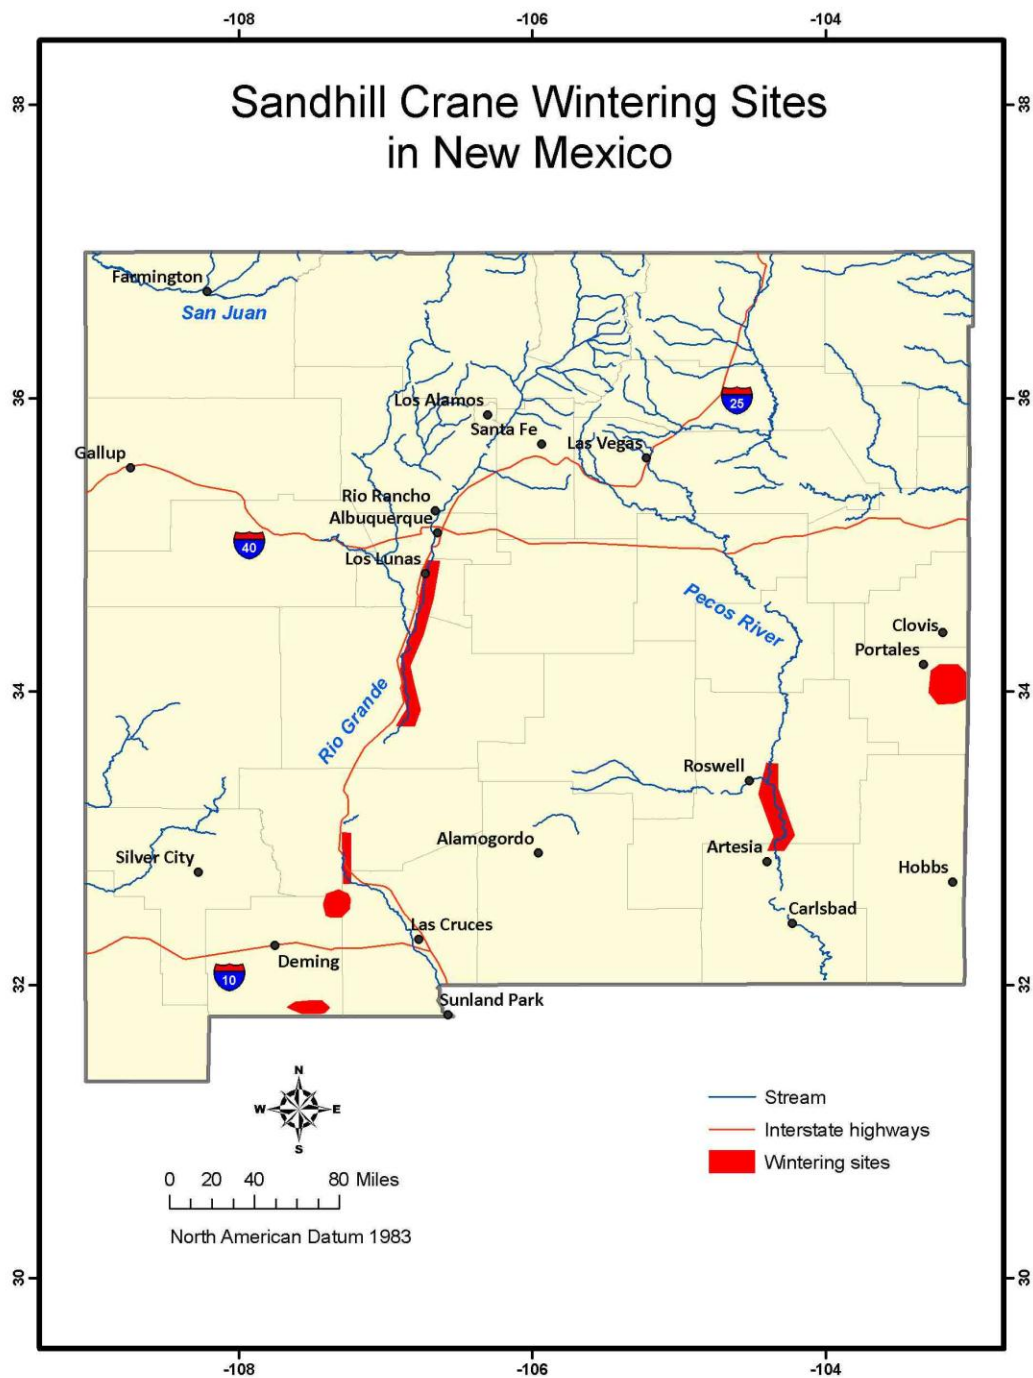 -108
-106
-104
Sandhill Crane Wintering Sites
in New Mexico
38
38
Farmington
San Juan
36
36
Los Alamos
25
Santa Fe
Las Vegas
Gallup
Rio Rancho
Albuquerque
40
Los Lunas
Pecos River
Clovis
Portales
34
34
Rio Grande
Roswell
Alamogordo
Artesia
Silver City
Hobbs
Carlsbad
Las Cruces
Deming
10
32
32
Sunland Park
N
W
E
S
Stream
Interstate highways
Wintering sites
0 20 40 80 Miles
North American Datum 1983
30
30
-108
-106
-104